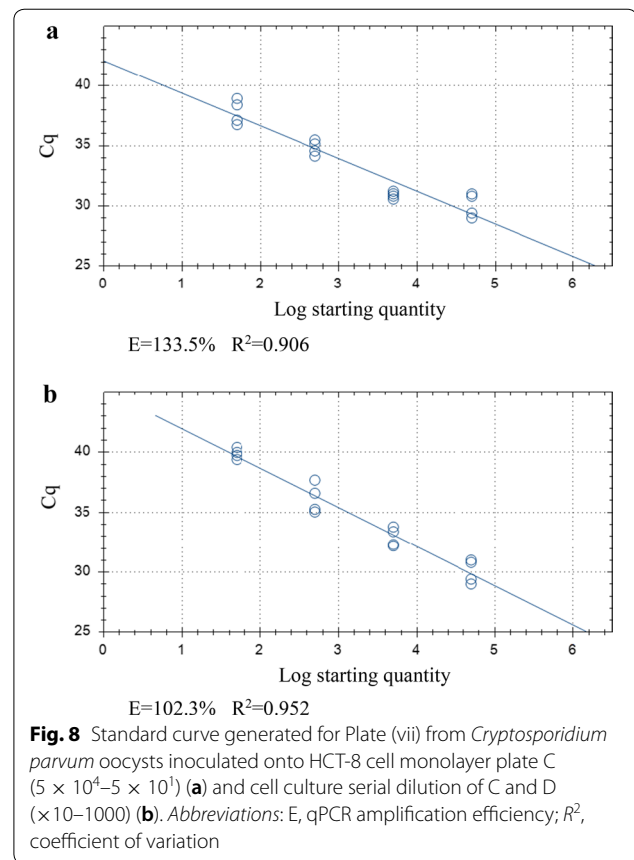 a
40
35
30
25
Cq
0 1 2 3 4 5 6
Log starting quantity
E=133.5% R²=0.906
b
40
35
30
25
Cq
0 1 2 3 4 5 6
Log starting quantity
E=102.3% R²=0.952
Fig. 8 Standard curve generated for Plate (vii) from Cryptosporidium
parvum oocysts inoculated onto HCT-8 cell monolayer plate C
(5 × 10⁴–5 × 10¹) (a) and cell culture serial dilution of C and D
(×10–1000) (b). Abbreviations: E, qPCR amplification efficiency; R²,
coefficient of variation